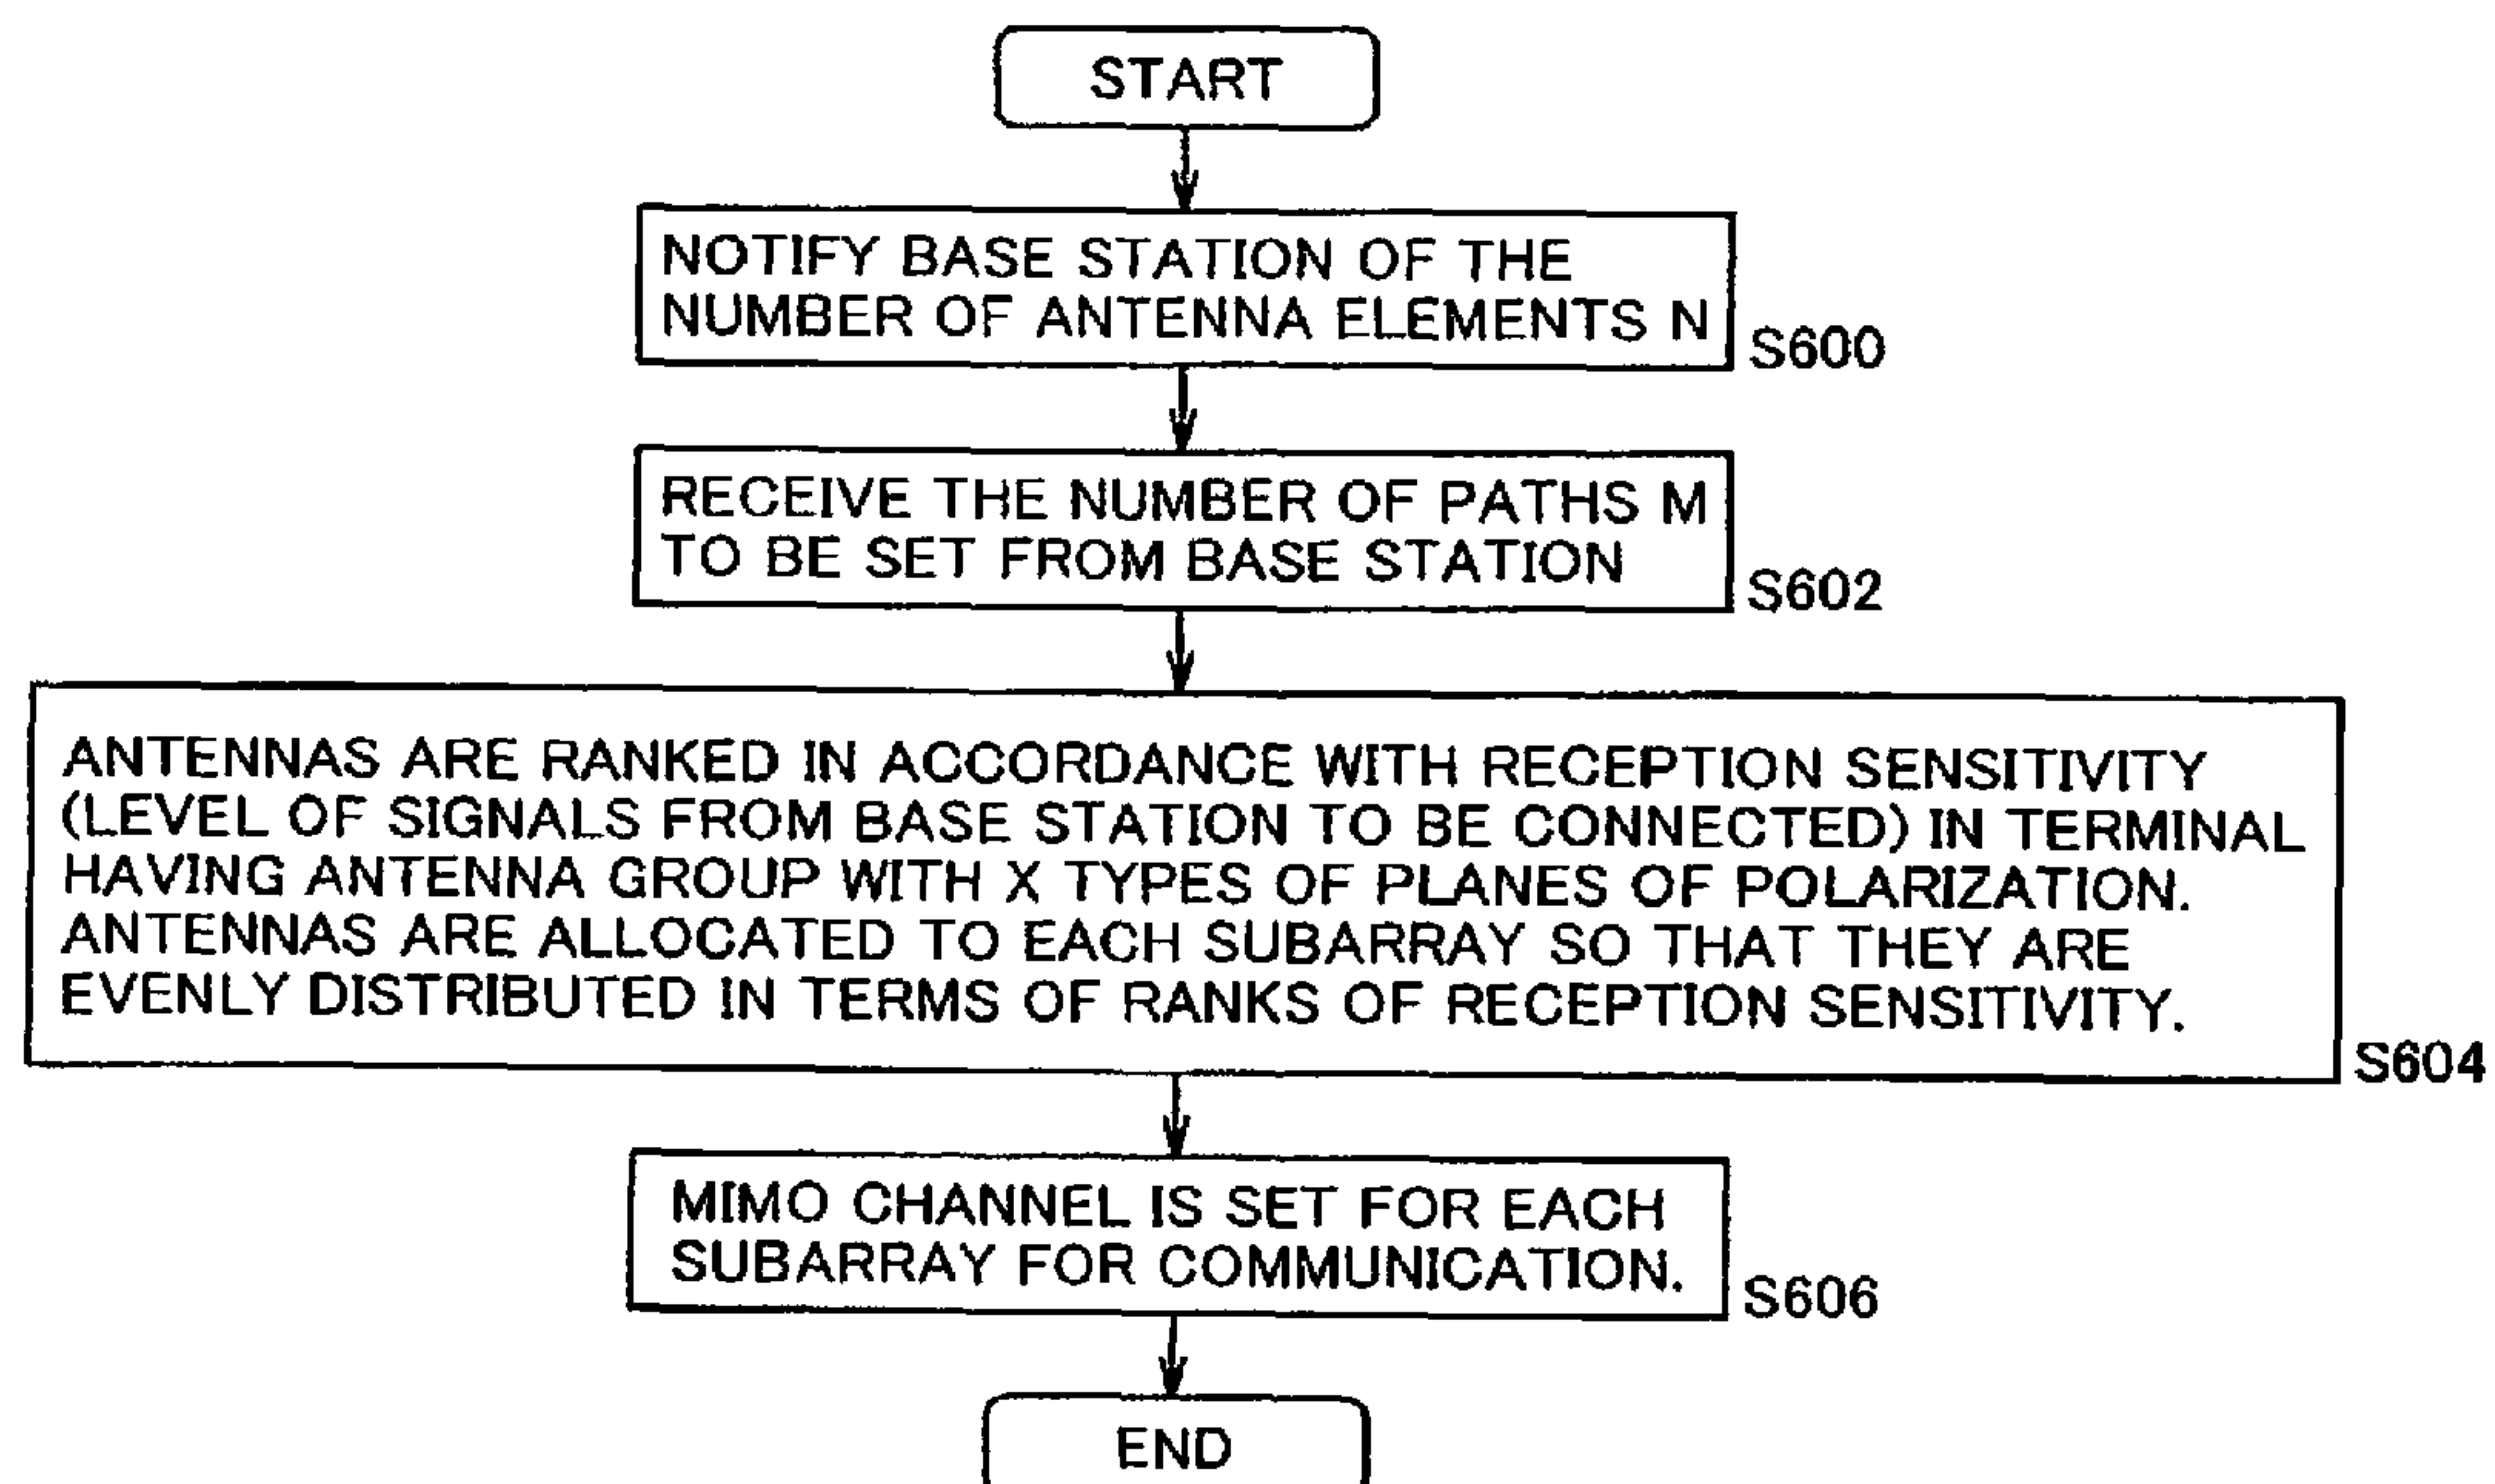 START
NOTIFY BASE STATION OF THE
NUMBER OF ANTENNA ELEMENTS N
S600
RECEIVE THE NUMBER OF PATHS M
TO BE SET FROM BASE STATION
S602
ANTENNAS ARE RANKED IN ACCORDANCE WITH RECEPTION SENSITIVITY
(LEVEL OF SIGNALS FROM BASE STATION TO BE CONNECTED) IN TERMINAL
HAVING ANTENNA GROUP WITH X TYPES OF PLANES OF POLARIZATION.
ANTENNAS ARE ALLOCATED TO EACH SUBARRAY SO THAT THEY ARE
EVENLY DISTRIBUTED IN TERMS OF RANKS OF RECEPTION SENSITIVITY.
S604
MIMO CHANNEL IS SET FOR EACH
SUBARRAY FOR COMMUNICATION.
S606
END